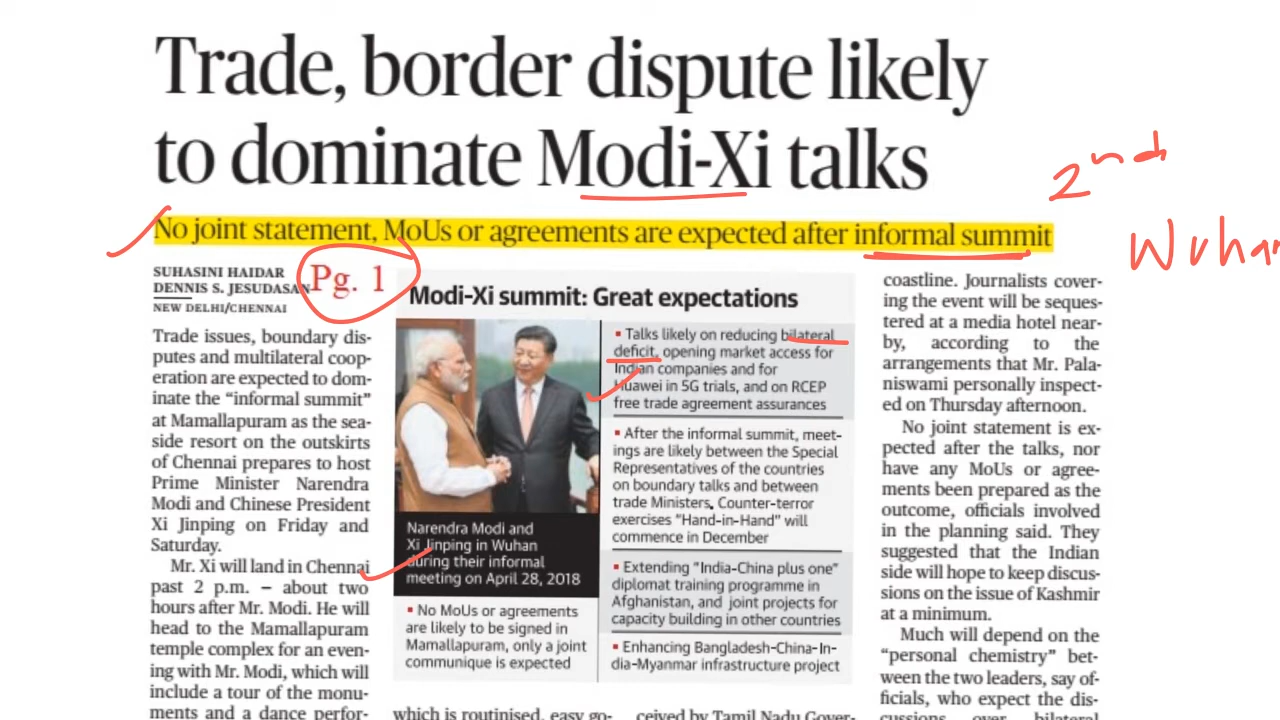 Trade, border dispute likely
to dominate Modi-Xi talks
2nd
No joint statement, MoUs or agreements are expected after informal summit
Wuhan
SUHASINI HAIDAR
DENNIS S. JESUDASAN
NEW DELHI/CHENNAI
Pg. 1
Trade issues, boundary dis-
putes and multilateral coop-
eration are expected to dom-
inate the “informal summit”
at Mamallapuram as the sea-
side resort on the outskirts
of Chennai prepares to host
Prime Minister Narendra
Modi and Chinese President
Xi Jinping on Friday and
Saturday.
Mr. Xi will land in Chennai
past 2 p.m. – about two
hours after Mr. Modi. He will
head to the Mamallapuram
temple complex for an even-
ing with Mr. Modi, which will
include a tour of the monu-
ments and a dance perfor-
Modi-Xi summit: Great expectations
Narendra Modi and
Xi Jinping in Wuhan
during their informal
meeting on April 28, 2018
▪ No MoUs or agreements
are likely to be signed in
Mamallapuram, only a joint
communique is expected
▪ Talks likely on reducing bilateral
deficit, opening market access for
Indian companies and for
Huawei in 5G trials, and on RCEP
free trade agreement assurances
▪ After the informal summit, meet-
ings are likely between the Special
Representatives of the countries
on boundary talks and between
trade Ministers. Counter-terror
exercises “Hand-in-Hand” will
commence in December
▪ Extending “India-China plus one”
diplomat training programme in
Afghanistan, and joint projects for
capacity building in other countries
▪ Enhancing Bangladesh-China-In-
dia-Myanmar infrastructure project
which is routinised, easy go-
ceived by Tamil Nadu Gover-
coastline. Journalists cover-
ing the event will be seques-
tered at a media hotel near-
by, according to the
arrangements that Mr. Pala-
niswami personally inspect-
ed on Thursday afternoon.
No joint statement is ex-
pected after the talks, nor
have any MoUs or agree-
ments been prepared as the
outcome, officials involved
in the planning said. They
suggested that the Indian
side will hope to keep discus-
sions on the issue of Kashmir
at a minimum.
Much will depend on the
“personal chemistry” bet-
ween the two leaders, say of-
ficials, who expect the dis-
cussions over bilateral